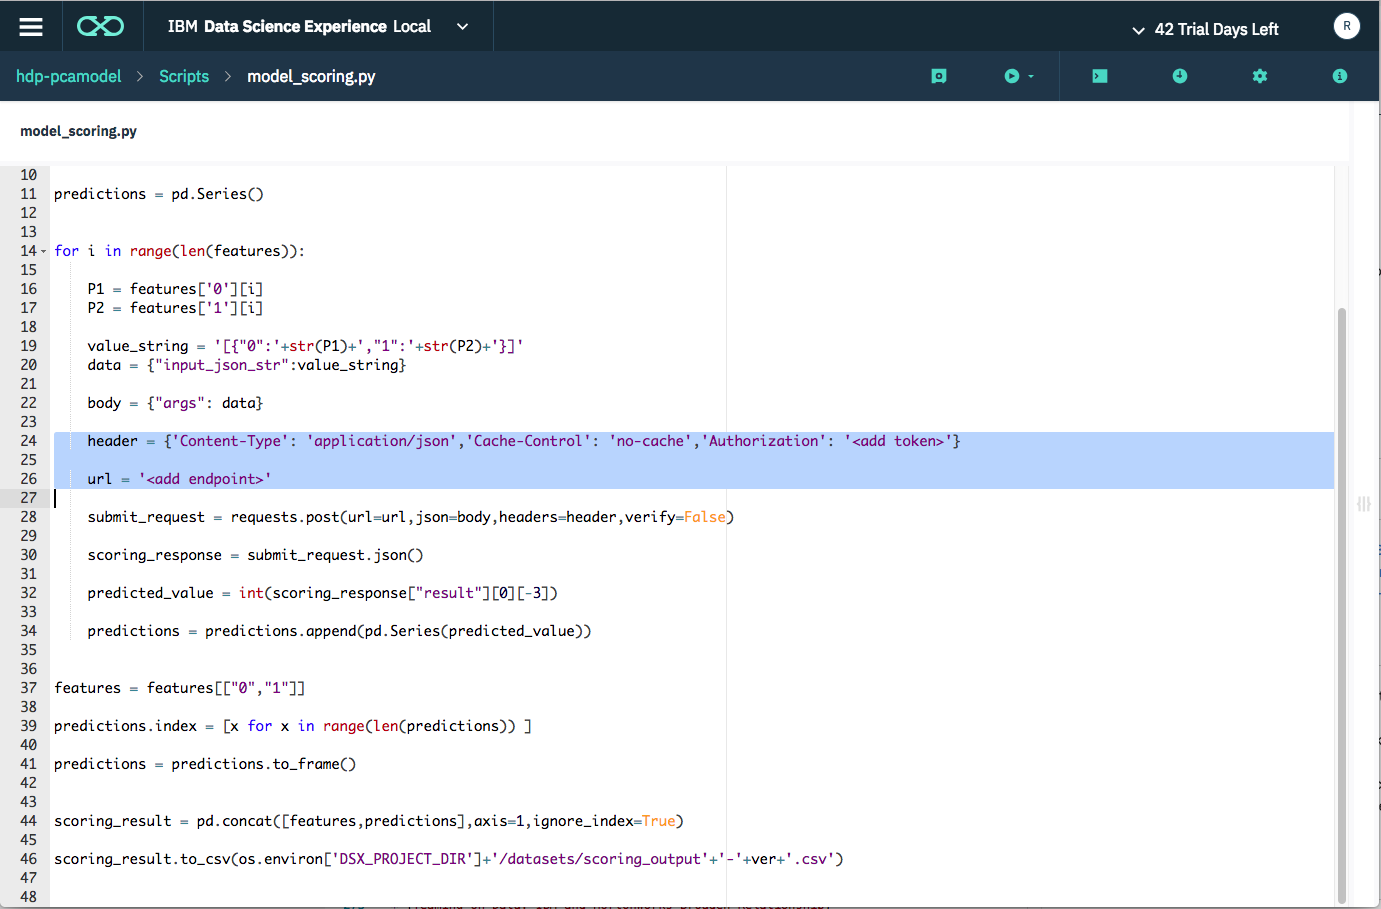 IBM Data Science Experience Local
42 Trial Days Left
R
hdp-pcamodel > Scripts > model_scoring.py
model_scoring.py
10
11 predictions = pd.Series()
12
13
14 for i in range(len(features)):
15
16 P1 = features['0'][i]
17 P2 = features['1'][i]
18
19 value_string = '[{"0":'+str(P1)+',"1":'+str(P2)+'}]'
20 data = {"input_json_str":value_string}
21
22 body = {"args": data}
23
24 header = {'Content-Type': 'application/json','Cache-Control': 'no-cache','Authorization': '<add token>'}
25
26 url = '<add endpoint>'
27
28 submit_request = requests.post(url=url,json=body,headers=header,verify=False)
29
30 scoring_response = submit_request.json()
31
32 predicted_value = int(scoring_response["result"][0][-3])
33
34 predictions = predictions.append(pd.Series(predicted_value))
35
36
37 features = features[["0","1"]]
38
39 predictions.index = [x for x in range(len(predictions)) ]
40
41 predictions = predictions.to_frame()
42
43
44 scoring_result = pd.concat([features,predictions],axis=1,ignore_index=True)
45
46 scoring_result.to_csv(os.environ['DSX_PROJECT_DIR']+'/datasets/scoring_output'+'-'+ver+'.csv')
47
48